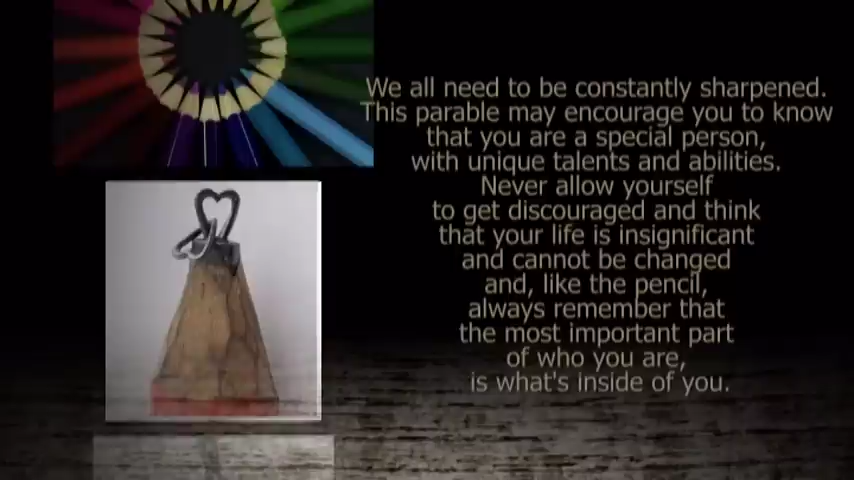 We all need to be constantly sharpened.
This parable may encourage you to know
that you are a special person,
with unique talents and abilities.
Never allow yourself
to get discouraged and think
that your life is insignificant
and cannot be changed
and, like the pencil,
always remember that
the most important part
of who you are,
is what's inside of you.